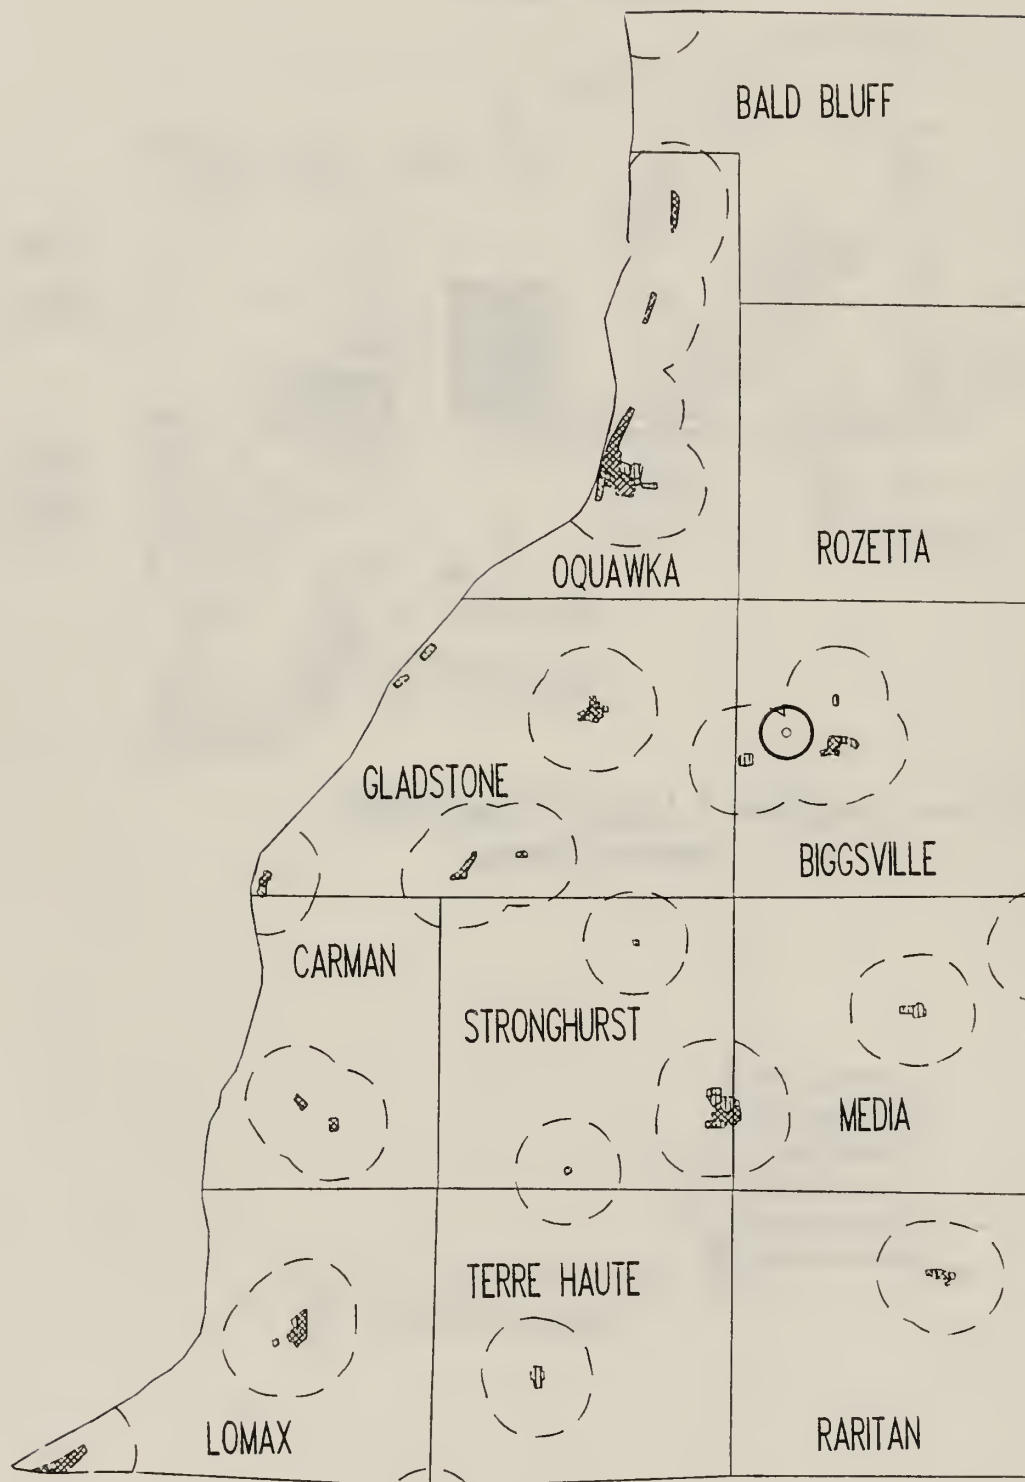 BALD BLUFF
OQUAWKA
ROZETTA
GLADSTONE
BIGGSVILLE
CARMAN
STRONGHURST
MEDIA
TERRE HAUTE
LOMAX
RARITAN